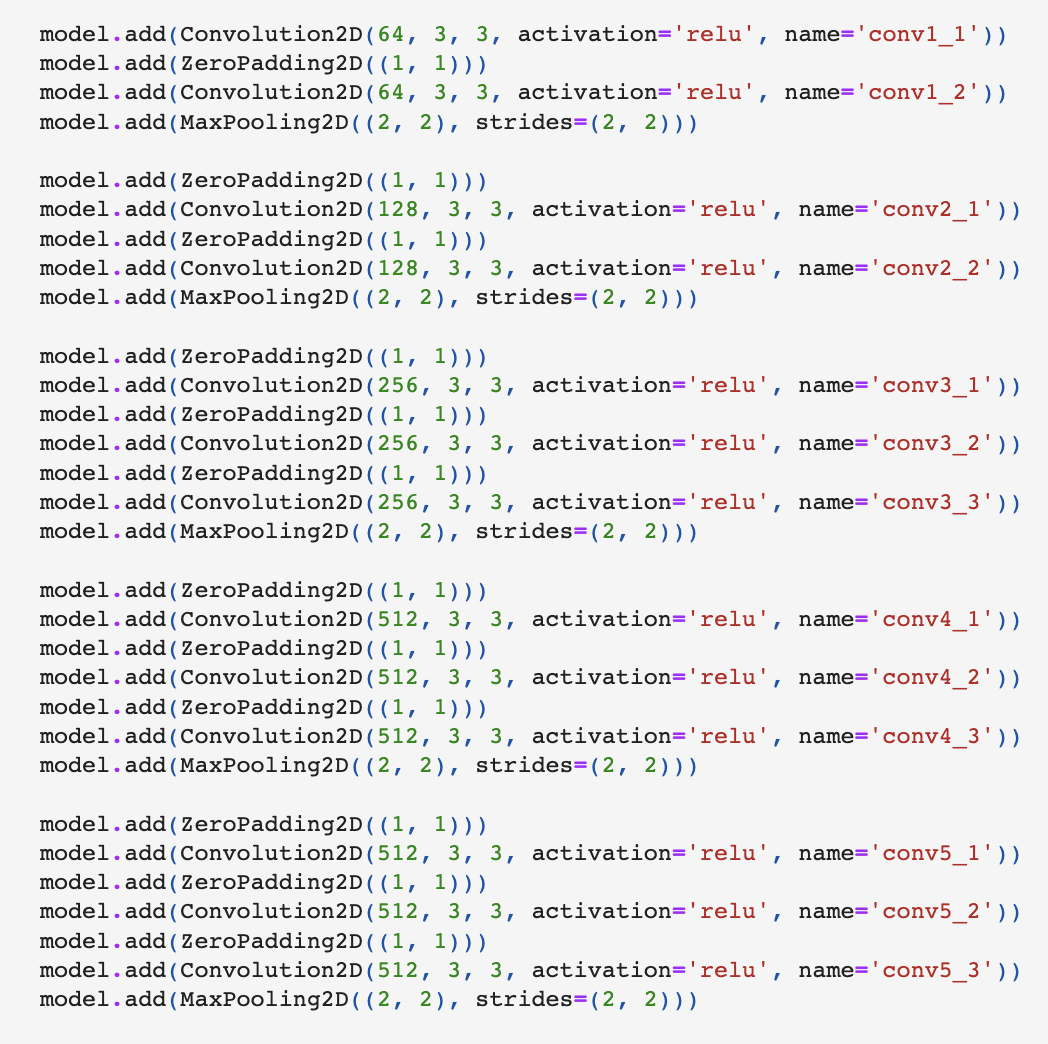 model.add(Convolution2D(64, 3, 3, activation='relu', name='conv1_1'))
model.add(ZeroPadding2D((1, 1)))
model.add(Convolution2D(64, 3, 3, activation='relu', name='conv1_2'))
model.add(MaxPooling2D((2, 2), strides=(2, 2)))

model.add(ZeroPadding2D((1, 1)))
model.add(Convolution2D(128, 3, 3, activation='relu', name='conv2_1'))
model.add(ZeroPadding2D((1, 1)))
model.add(Convolution2D(128, 3, 3, activation='relu', name='conv2_2'))
model.add(MaxPooling2D((2, 2), strides=(2, 2)))

model.add(ZeroPadding2D((1, 1)))
model.add(Convolution2D(256, 3, 3, activation='relu', name='conv3_1'))
model.add(ZeroPadding2D((1, 1)))
model.add(Convolution2D(256, 3, 3, activation='relu', name='conv3_2'))
model.add(ZeroPadding2D((1, 1)))
model.add(Convolution2D(256, 3, 3, activation='relu', name='conv3_3'))
model.add(MaxPooling2D((2, 2), strides=(2, 2)))

model.add(ZeroPadding2D((1, 1)))
model.add(Convolution2D(512, 3, 3, activation='relu', name='conv4_1'))
model.add(ZeroPadding2D((1, 1)))
model.add(Convolution2D(512, 3, 3, activation='relu', name='conv4_2'))
model.add(ZeroPadding2D((1, 1)))
model.add(Convolution2D(512, 3, 3, activation='relu', name='conv4_3'))
model.add(MaxPooling2D((2, 2), strides=(2, 2)))

model.add(ZeroPadding2D((1, 1)))
model.add(Convolution2D(512, 3, 3, activation='relu', name='conv5_1'))
model.add(ZeroPadding2D((1, 1)))
model.add(Convolution2D(512, 3, 3, activation='relu', name='conv5_2'))
model.add(ZeroPadding2D((1, 1)))
model.add(Convolution2D(512, 3, 3, activation='relu', name='conv5_3'))
model.add(MaxPooling2D((2, 2), strides=(2, 2)))